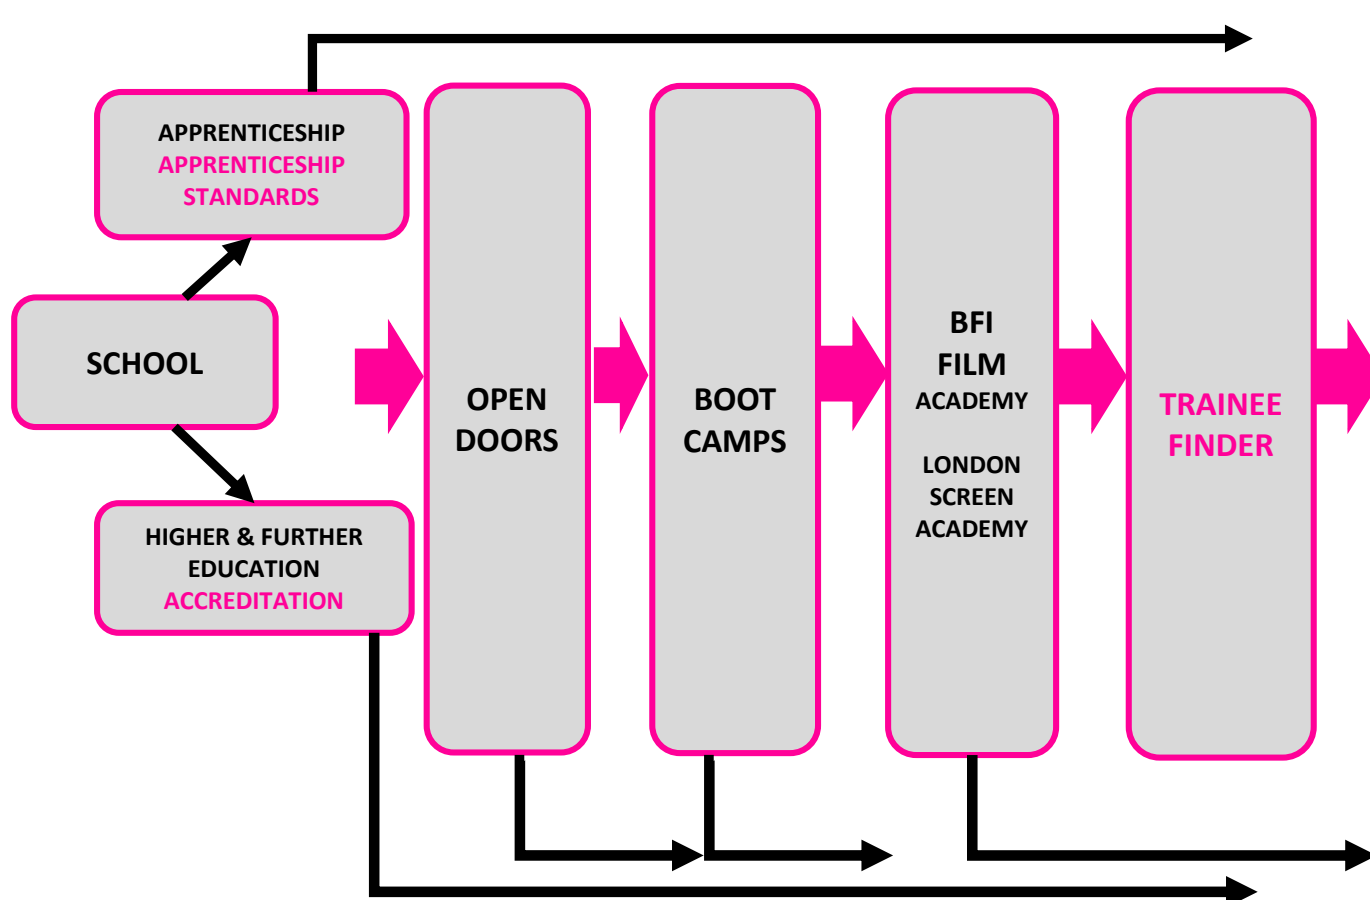 APPRENTICESHIP
APPRENTICESHIP
STANDARDS
SCHOOL
HIGHER & FURTHER
EDUCATION
ACCREDITATION
OPEN
DOORS
BOOT
CAMPS
BFI
FILM
ACADEMY
LONDON
SCREEN
ACADEMY
TRAINEE
FINDER